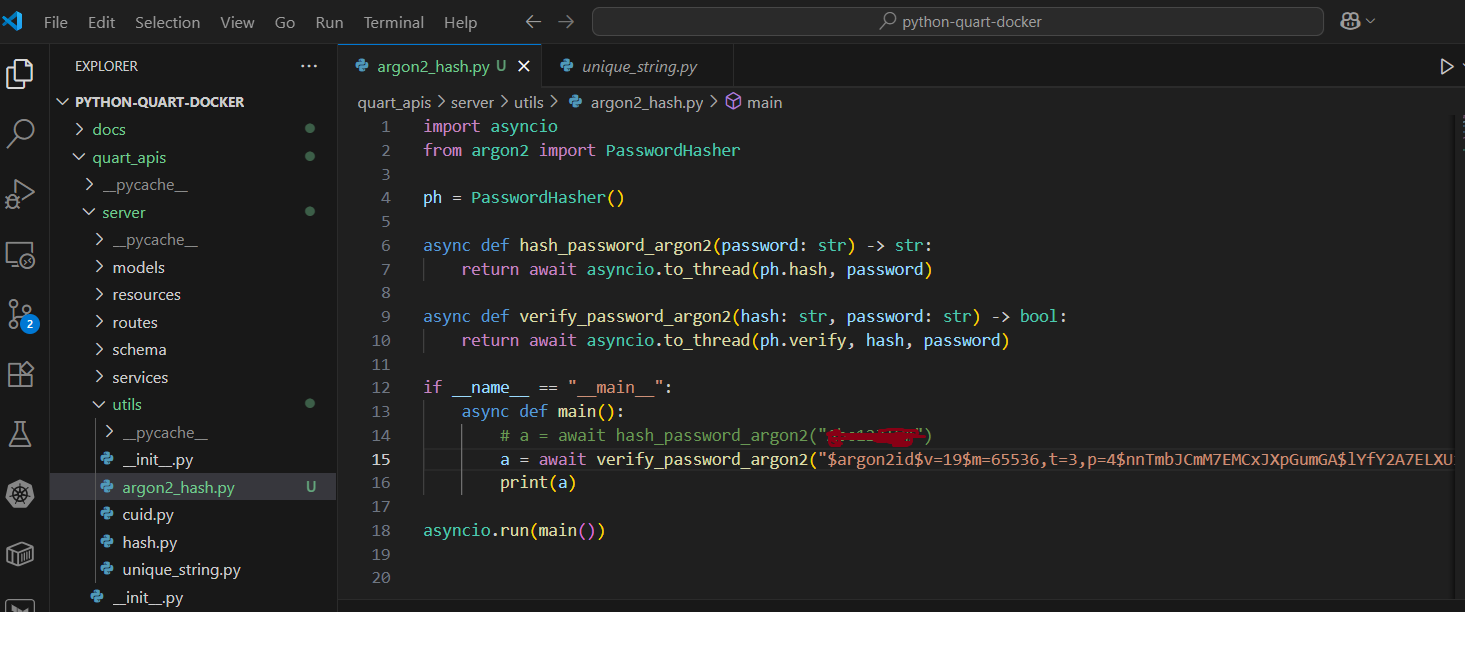 File Edit Selection View Go Run Terminal Help
python-quart-docker
EXPLORER
PYTHON-QUART-DOCKER
docs
quart_apis
__pycache__
server
__pycache__
models
resources
routes
schema
services
utils
__pycache__
__init__.py
argon2_hash.py U
cuid.py
hash.py
unique_string.py
__init__.py
2
argon2_hash.py U
unique_string.py
quart_apis > server > utils > argon2_hash.py > main
1 import asyncio
2 from argon2 import PasswordHasher
3
4 ph = PasswordHasher()
5
6 async def hash_password_argon2(password: str) -> str:
7 return await asyncio.to_thread(ph.hash, password)
8
9 async def verify_password_argon2(hash: str, password: str) -> bool:
10 return await asyncio.to_thread(ph.verify, hash, password)
11
12 if __name__ == "__main__":
13 async def main():
14 # a = await hash_password_argon2("")
15 a = await verify_password_argon2("$argon2id$v=19$m=65536,t=3,p=4$nnTmbJCmM7EMCxJXpGumGA$lYfY2A7ELXU
16 print(a)
17
18 asyncio.run(main())
19
20